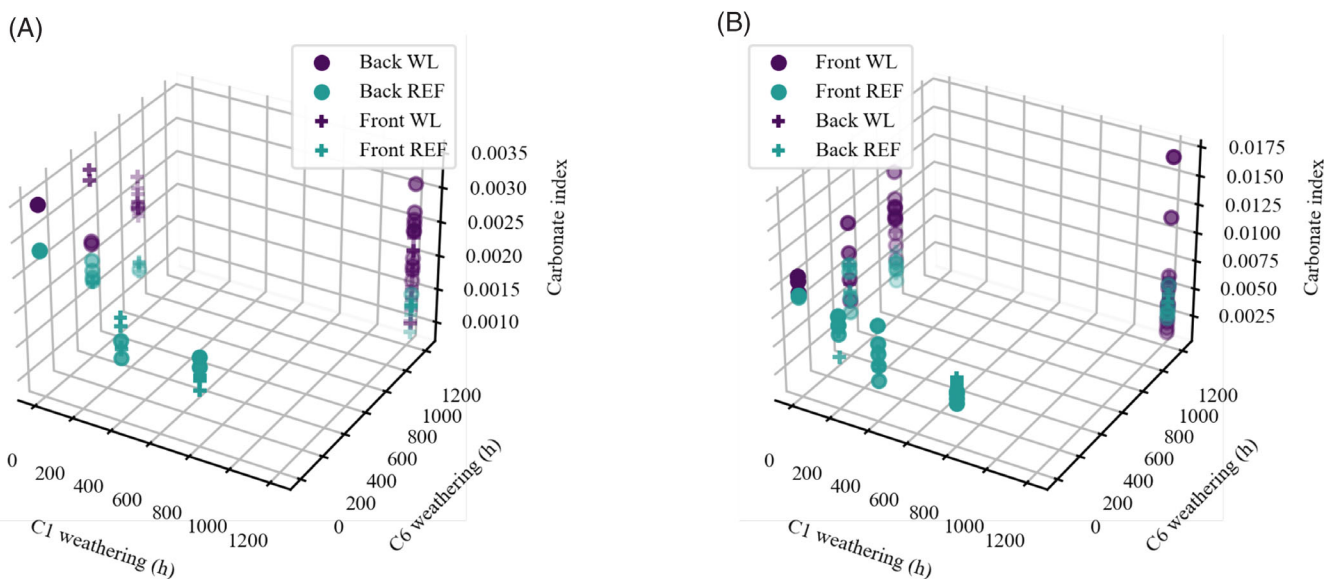 (A)
Back WL
Back REF
Front WL
Front REF
0.0035
0.0030
0.0025
0.0020
0.0015
0.0010
Carbonate index
0
200
400
600
800
1000
1200
C1 weathering (h)
0
200
400
600
800
1000
1200
C6 weathering (h)
(B)
Front WL
Front REF
Back WL
Back REF
0.0175
0.0150
0.0125
0.0100
0.0075
0.0050
0.0025
Carbonate index
0
200
400
600
800
1000
1200
C1 weathering (h)
0
200
400
600
800
1000
1200
C6 weathering (h)